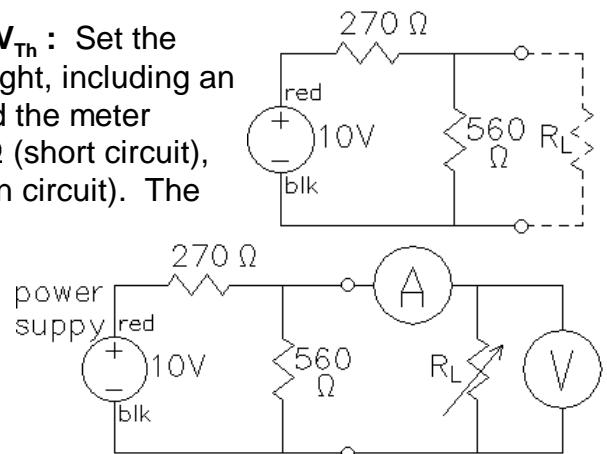 V_Th : Set the
ght, including an
d the meter
Ω (short circuit),
n circuit). The
270 Ω
red
+
10V
−
blk
560
Ω
R_L
270 Ω
power
supply
red
+
10V
−
blk
560
Ω
A
R_L
V